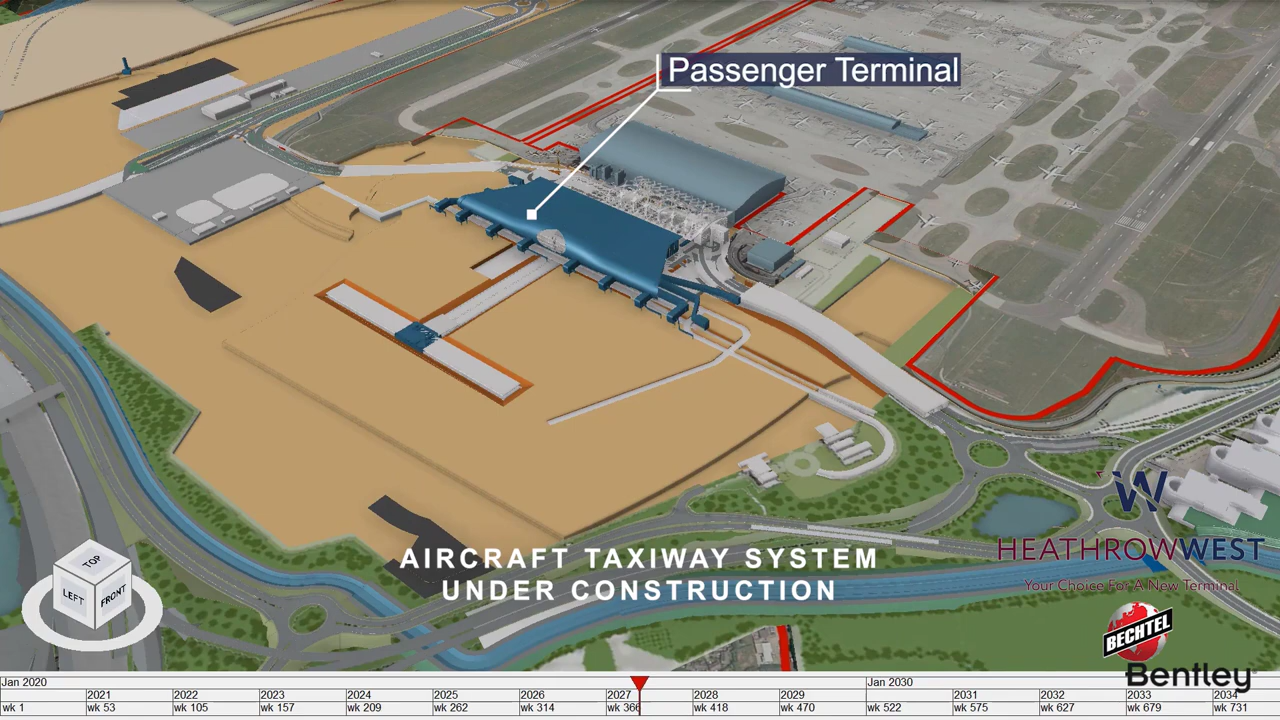 Passenger Terminal
AIRCRAFT TAXIWAY SYSTEM
UNDER CONSTRUCTION
W
HEATHROWWEST
Your Choice For A New Terminal
TOP
LEFT FRONT
BECHTEL
Bentley
Jan 2020 Jan 2030
2021 2022 2023 2024 2025 2026 2027 2028 2029 2031 2032 2033 2034
wk 1 wk 53 wk 105 wk 157 wk 209 wk 262 wk 314 wk 366 wk 418 wk 470 wk 522 wk 575 wk 627 wk 679 wk 731